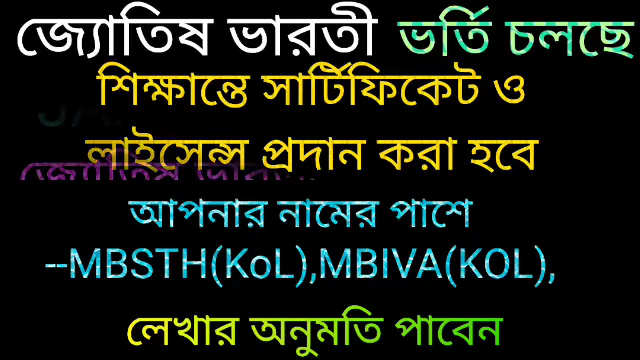 জ্যোতিষ ভারতী ভর্তি চলছে
শিক্ষান্তে সার্টিফিকেট ও
লাইসেন্স প্রদান করা হবে
আপনার নামের পাশে
--MBSTH(KoL),MBIVA(KOL),
লেখার অনুমতি পাবেন